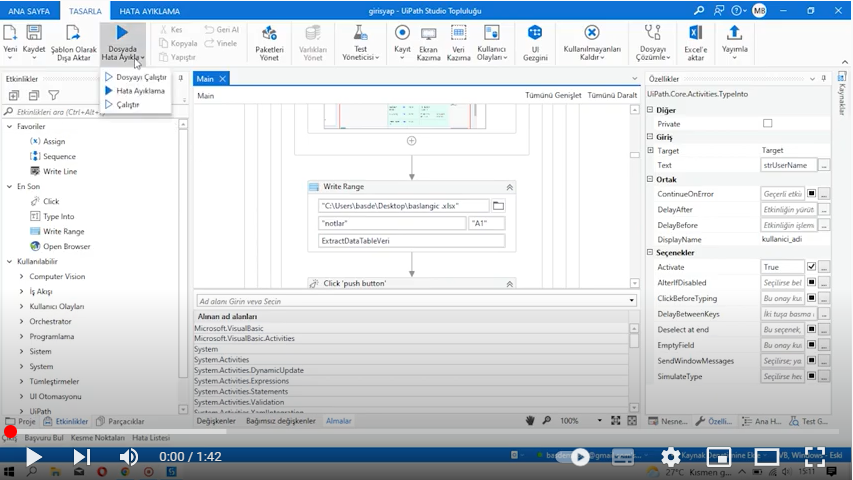 ANA SAYFA TASARLA HATA AYIKLAMA girisyap - UiPath Studio Topluluğu MB
Yeni Kaydet Şablon Olarak Dışa Aktar Dosyada Hata Ayıkla Kes Kopyala Yapıştır Geri Al Yinele Paketleri Yönet Varlıkları Yönet Test Yöneticisi Kayıt Ekran Kazıma Veri Kazıma Kullanıcı Olayları UI Gezgini Kullanılmayanları Kaldır Dosyayı Çözümle Excel'e aktar Yayımla
Dosyayı Çalıştır
Hata Ayıklama
Çalıştır
Etkinlikler
Etkinlikleri ara (Ctrl+Alt+
Favoriler
Assign
Sequence
Write Line
En Son
Click
Type Into
Write Range
Open Browser
Kullanılabilir
Computer Vision
İş Akışı
Kullanıcı Olayları
Orchestrator
Programlama
Sistem
System
Tümleştirmeler
UI Otomasyonu
UiPath
Proje Etkinlikler Parçacıklar
Main
Main Tümünü Genişlet Tümünü Daralt
Write Range
"C:\Users\basde\Desktop\baslangic .xlsx"
"notlar" "A1"
ExtractDataTableVeri
Click 'push button'
Ad alanı Girin veya Seçin
Alınan ad alanları
Microsoft.VisualBasic
Microsoft.VisualBasic.Activities
System
System.Activities
System.Activities.DynamicUpdate
System.Activities.Expressions
System.Activities.Statements
System.Activities.Validation
System.Activities.XamlIntegration
Değişkenler Bağımsız değişkenler Almalar 100%
Özellikler
UiPath.Core.Activities.TypeInto
Diğer
Private
Giriş
Target Target
Text strUserName
Ortak
ContinueOnError Geçerli etkin
DelayAfter Etkinliğin yürüt
DelayBefore Etkinliğin işlem
DisplayName kullanici_adi
Seçenekler
Activate True
AlterIfDisabled Seçilirse bel
ClickBeforeTyping Bu onay kut
DelayBetweenKeys İki tuşa basma
Deselect at end Bu seçenek,
EmptyField Bu onay kut
SendWindowMessages Seçilirse; ya
SimulateType Seçilirse hed
Nesne... Özelli... Ana H... Test G...
Kaynaklar
Başvuru Bul Kesme Noktaları Hata Listesi
0:00 / 1:42
27°C Kısmen g... 15:11